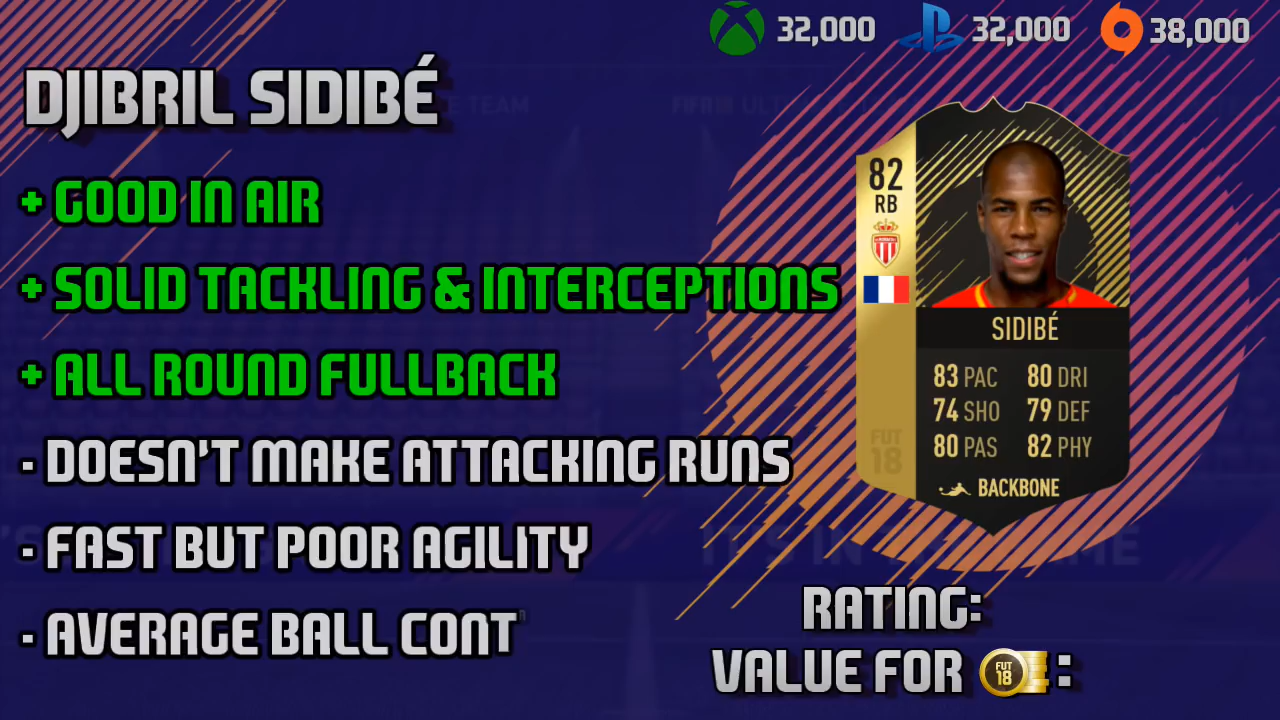 32,000 32,000 38,000
DJIBRIL SIDIBÉ
+ GOOD IN AIR
+ SOLID TACKLING & INTERCEPTIONS
+ ALL ROUND FULLBACK
- DOESN'T MAKE ATTACKING RUNS
- FAST BUT POOR AGILITY
- AVERAGE BALL CONT
82
RB
SIDIBÉ
83 PAC 80 DRI
74 SHO 79 DEF
80 PAS 82 PHY
FUT
18
BACKBONE
RATING:
VALUE FOR FUT 18 :